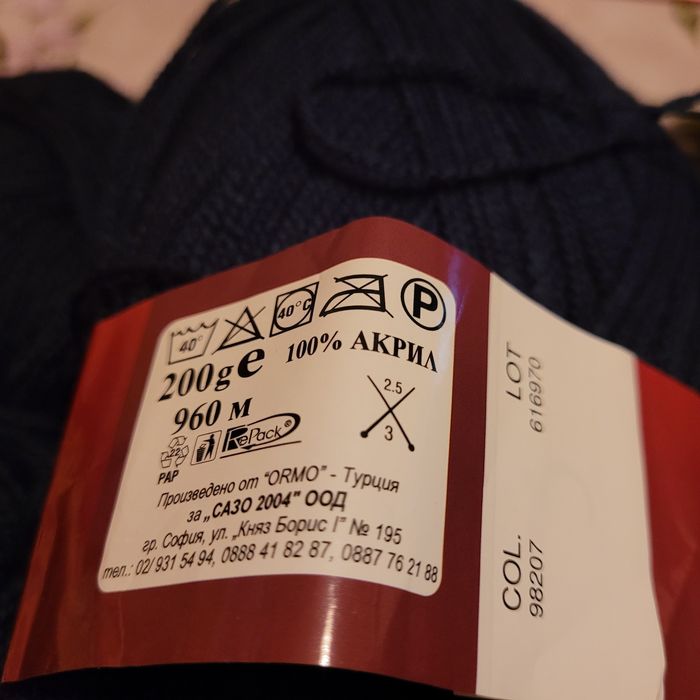 40° 40°C P
200g e 100% АКРИЛ
960 м
2.5
3
22
PAP
RePack®
Произведено от "ORMO" - Турция
за „САЗО 2004" ООД
гр. София, ул. „Княз Борис I" № 195
тел.: 02/ 931 54 94, 0888 41 82 87, 0887 76 21 88
LOT
616970
COL.
98207